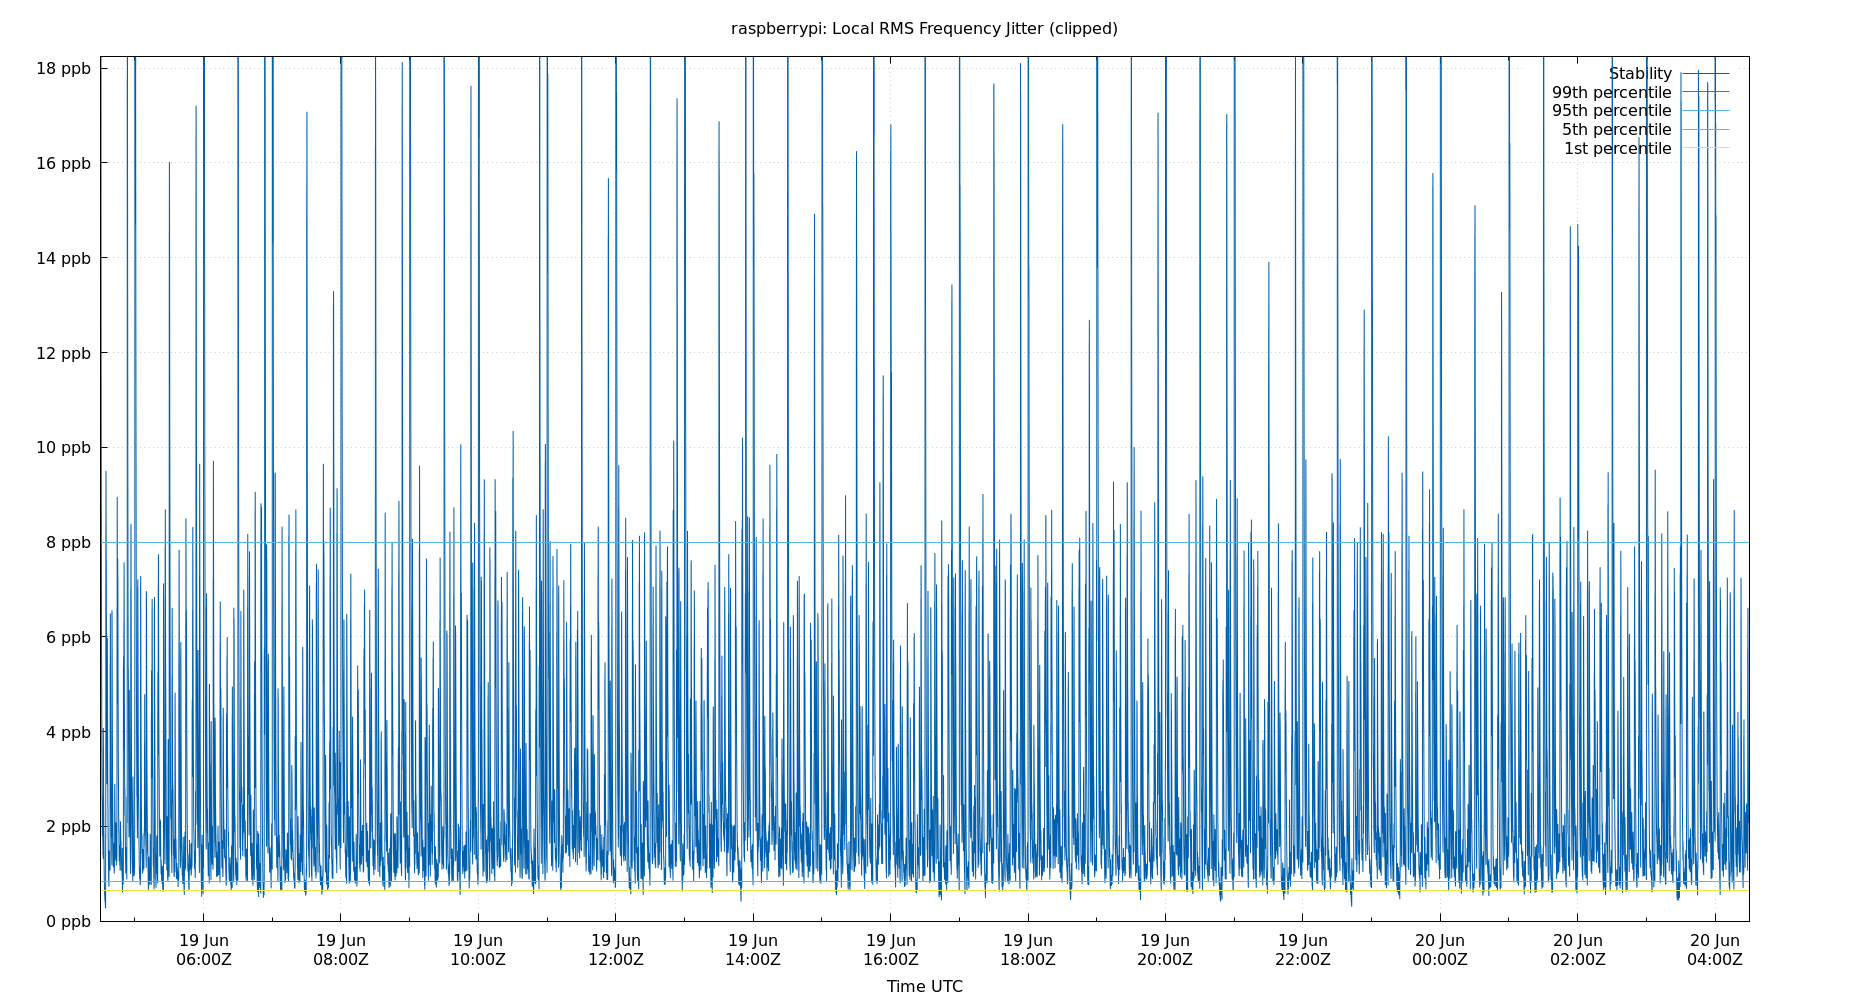 raspberrypi: Local RMS Frequency Jitter (clipped)
18 ppb
16 ppb
14 ppb
12 ppb
10 ppb
8 ppb
6 ppb
4 ppb
2 ppb
0 ppb
Stability
99th percentile
95th percentile
5th percentile
1st percentile
19 Jun 19 Jun 19 Jun 19 Jun 19 Jun 19 Jun 19 Jun 19 Jun 19 Jun 20 Jun 20 Jun 20 Jun
06:00Z 08:00Z 10:00Z 12:00Z 14:00Z 16:00Z 18:00Z 20:00Z 22:00Z 00:00Z 02:00Z 04:00Z
Time UTC